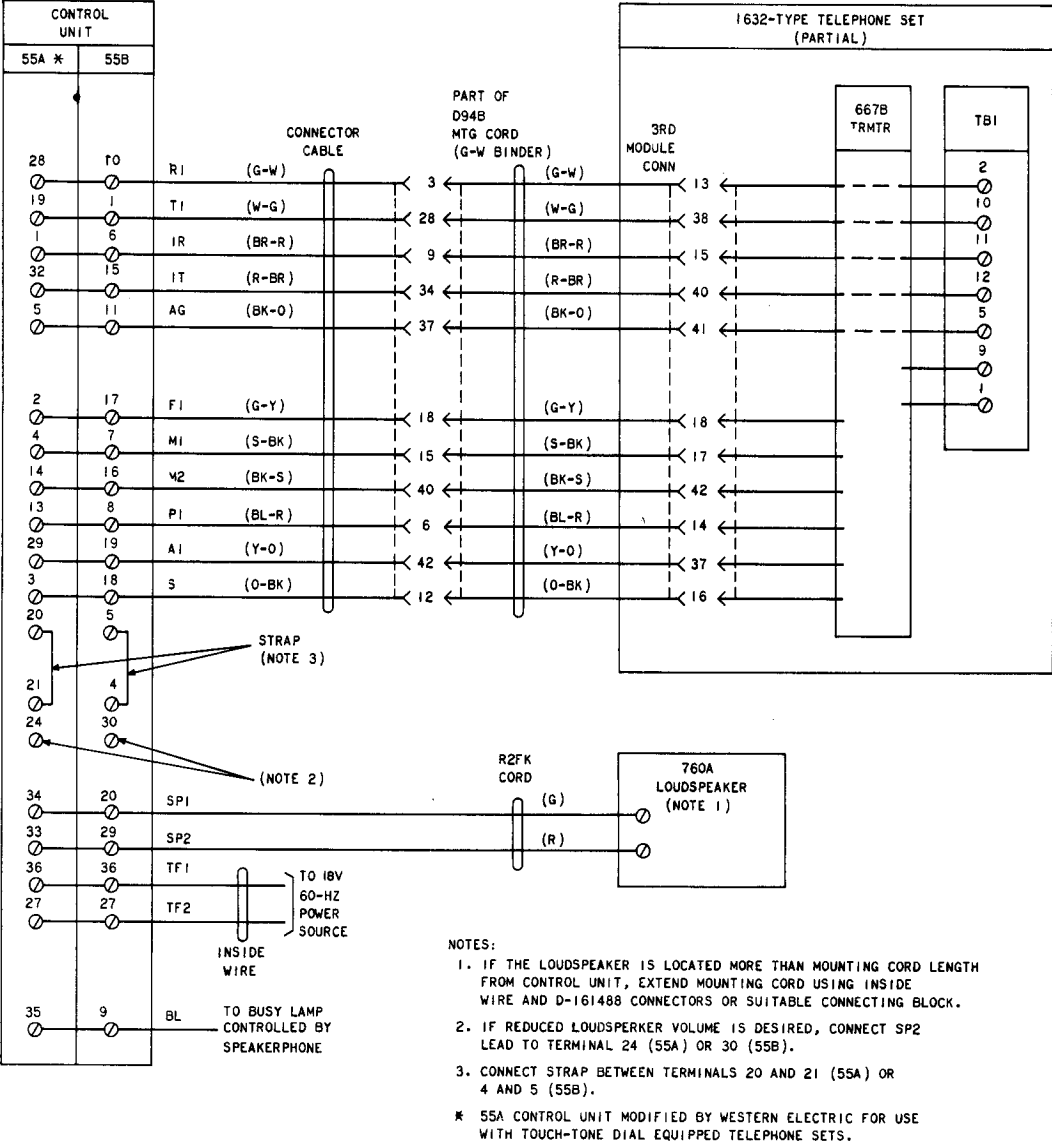 CONTROL
UNIT
55A * 55B
1632-TYPE TELEPHONE SET
(PARTIAL)
667B
TRMTR
TB1
CONNECTOR
CABLE
PART OF
D94B
MTG CORD
(G-W BINDER)
3RD
MODULE
CONN
28 10 R1 (G-W) 3 (G-W) 13 2
19 1 T1 (W-G) 28 (W-G) 38 10
1 6 IR (BR-R) 9 (BR-R) 15 11
32 15 IT (R-BR) 34 (R-BR) 40 12
5 11 AG (BK-O) 37 (BK-O) 41 5
9
1
2 17 F1 (G-Y) 18 (G-Y) 18
4 7 M1 (S-BK) 15 (S-BK) 17
14 16 M2 (BK-S) 40 (BK-S) 42
13 8 P1 (BL-R) 6 (BL-R) 14
29 19 A1 (Y-O) 42 (Y-O) 37
3 18 S (O-BK) 12 (O-BK) 16
20 5
STRAP
(NOTE 3)
21 4
24 30
(NOTE 2)
R2FK
CORD
760A
LOUDSPEAKER
(NOTE 1)
34 20 SP1 (G)
33 29 SP2 (R)
36 36 TF1
27 27 TF2
TO 18V
60-HZ
POWER
SOURCE
INSIDE
WIRE
35 9 BL
TO BUSY LAMP
CONTROLLED BY
SPEAKERPHONE
NOTES:
1. IF THE LOUDSPEAKER IS LOCATED MORE THAN MOUNTING CORD LENGTH
FROM CONTROL UNIT, EXTEND MOUNTING CORD USING INSIDE
WIRE AND D-161488 CONNECTORS OR SUITABLE CONNECTING BLOCK.
2. IF REDUCED LOUDSPERKER VOLUME IS DESIRED, CONNECT SP2
LEAD TO TERMINAL 24 (55A) OR 30 (55B).
3. CONNECT STRAP BETWEEN TERMINALS 20 AND 21 (55A) OR
4 AND 5 (55B).
* 55A CONTROL UNIT MODIFIED BY WESTERN ELECTRIC FOR USE
WITH TOUCH-TONE DIAL EQUIPPED TELEPHONE SETS.